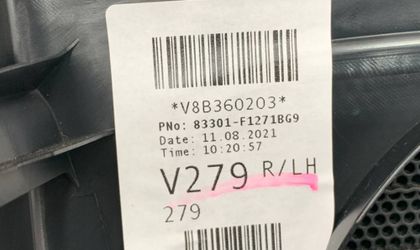 *V8B360203*
PNo: 83301-F1271BG9
Date: 11.08.2021
Time: 10:20:57
V279 R/LH
279